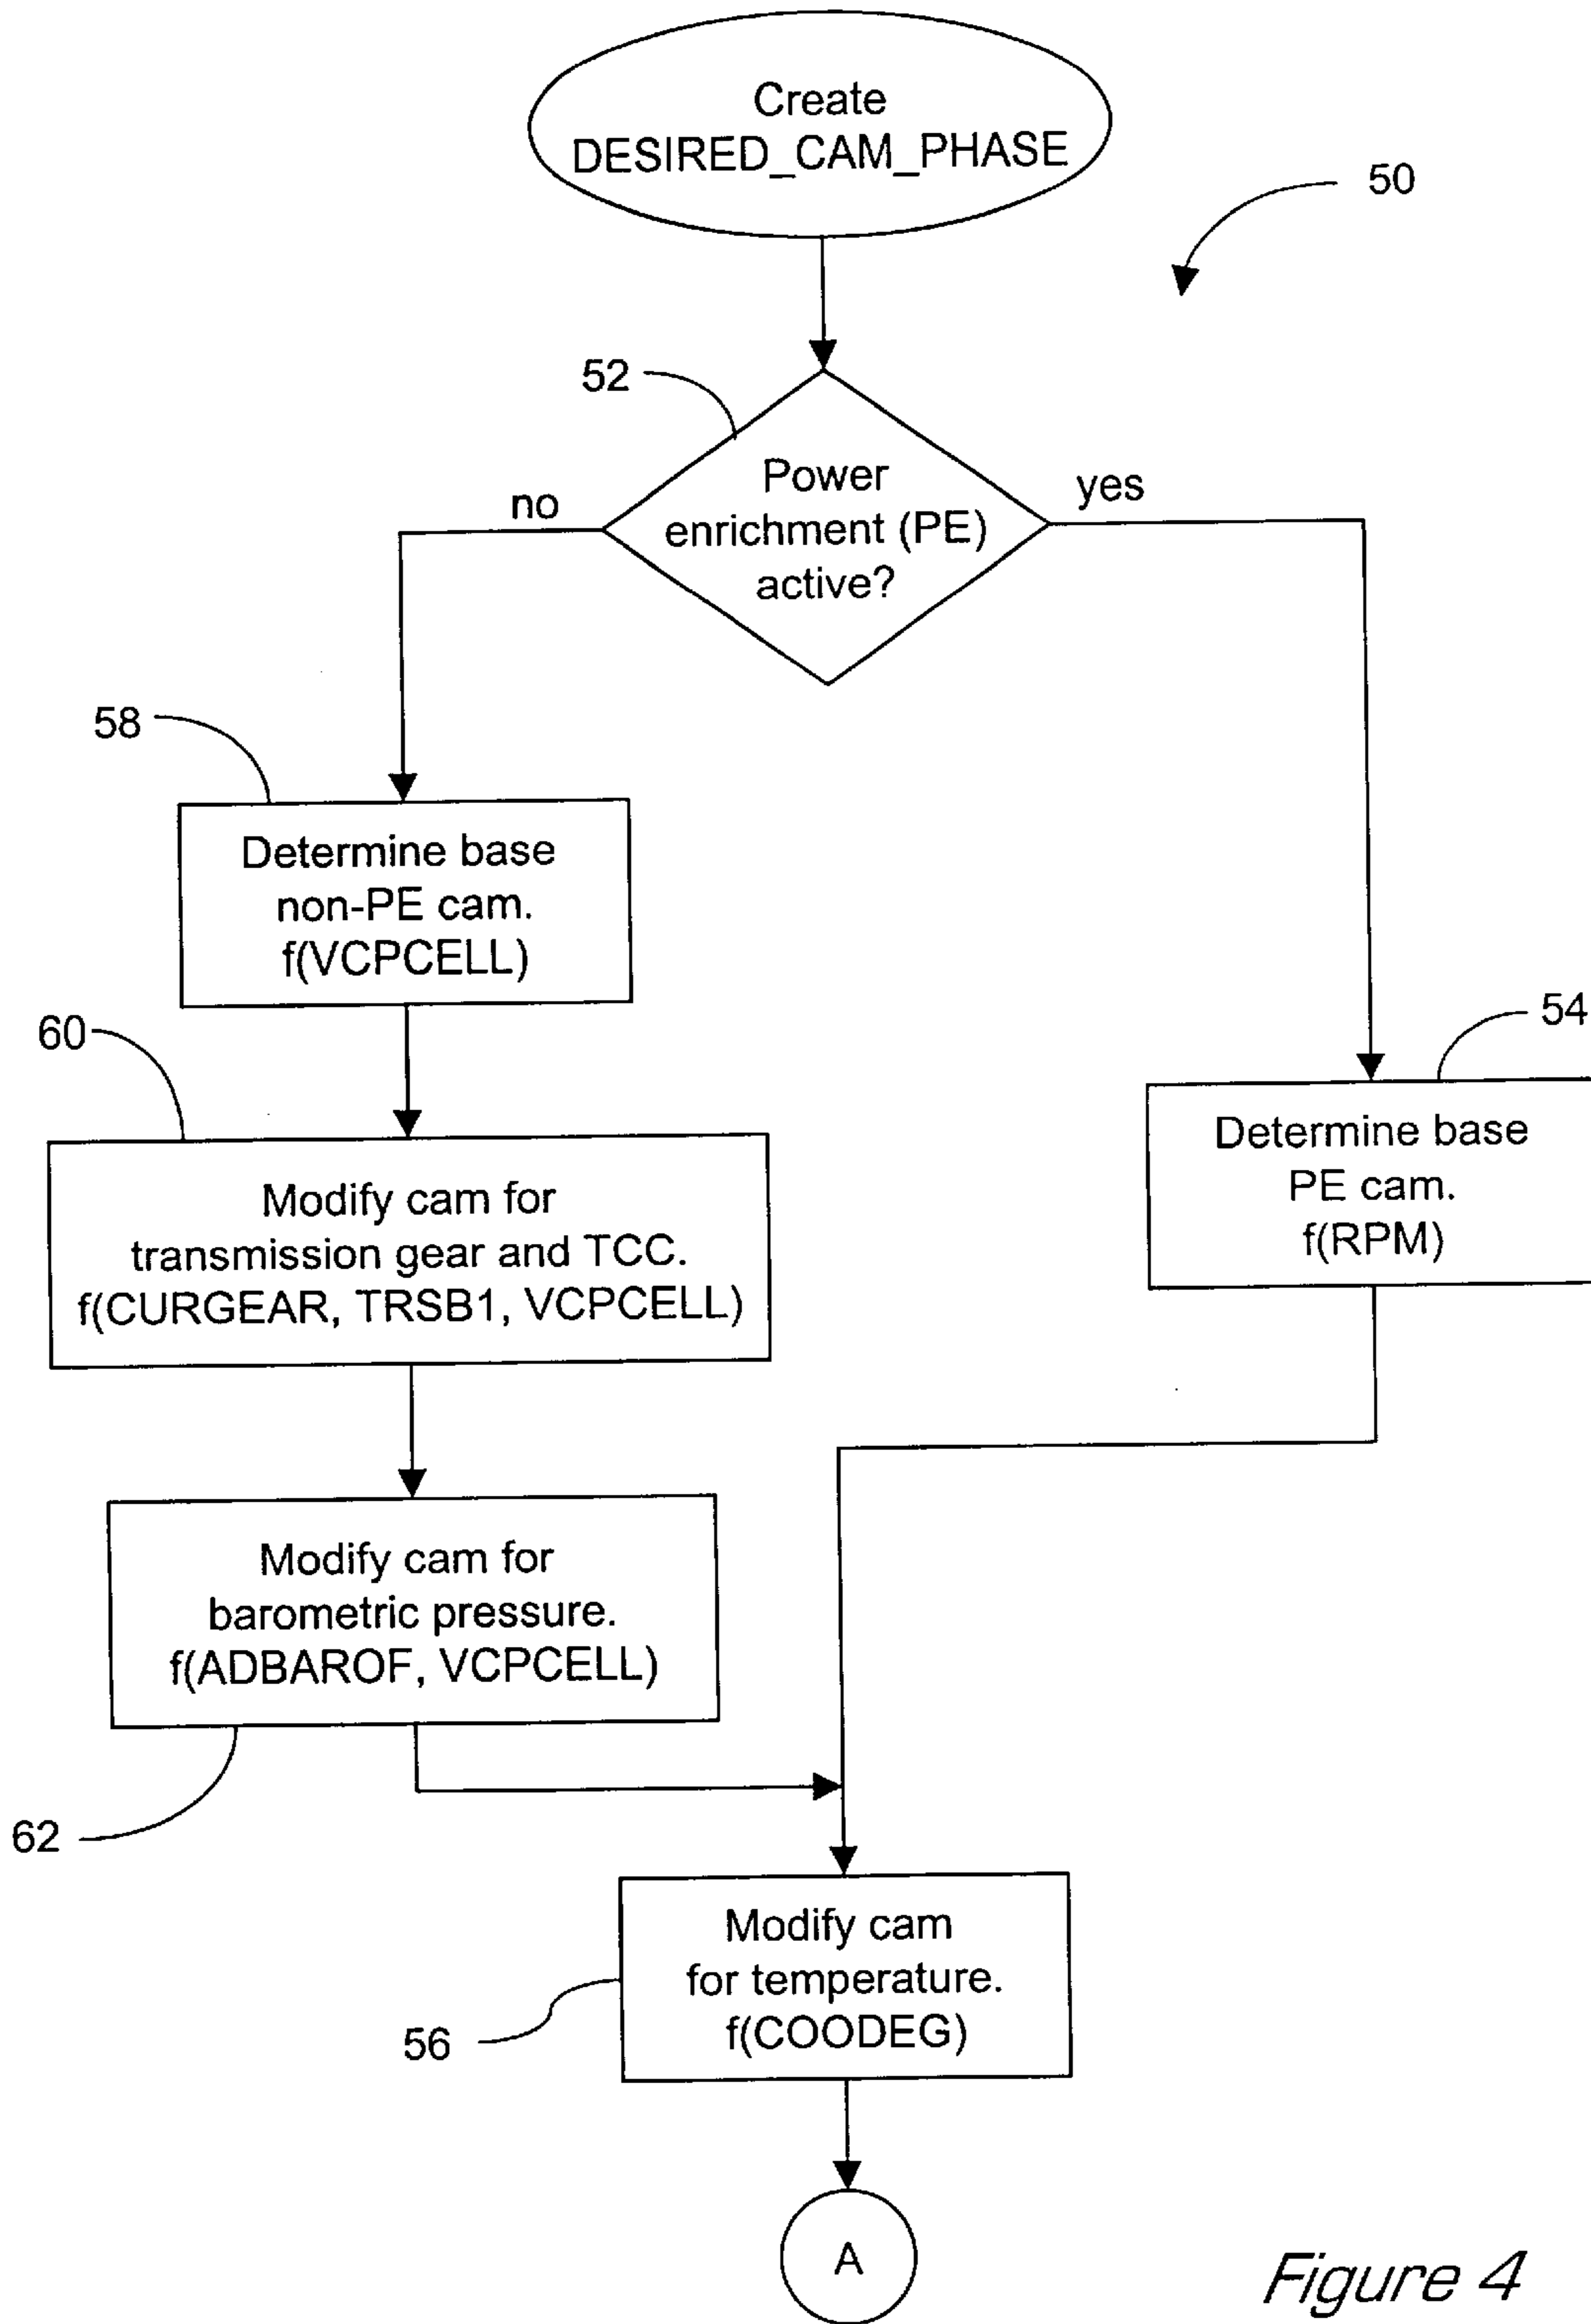 Create
DESIRED_CAM_PHASE
50
52
Power
enrichment (PE)
active?
no
yes
58
Determine base
non-PE cam.
f(VCPCELL)
60
Modify cam for
transmission gear and TCC.
f(CURGEAR, TRSB1, VCPCELL)
54
Determine base
PE cam.
f(RPM)
Modify cam for
barometric pressure.
f(ADBAROF, VCPCELL)
62
Modify cam
for temperature.
f(COODEG)
56
A
Figure 4